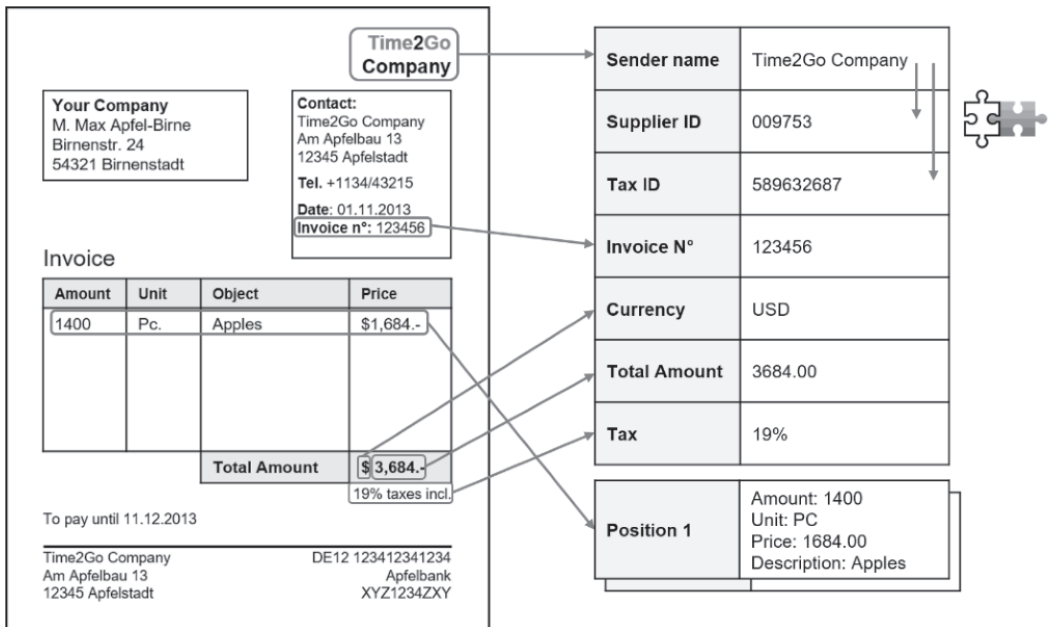 Time2Go
Company
Your Company
M. Max Apfel-Birne
Birnenstr. 24
54321 Birnenstadt
Contact:
Time2Go Company
Am Apfelbau 13
12345 Apfelstadt
Tel. +1134/43215
Date: 01.11.2013
Invoice n°: 123456
Invoice
Amount Unit Object Price
1400 Pc. Apples $1,684.-
Total Amount $ 3,684.-
19% taxes incl.
To pay until 11.12.2013
Time2Go Company DE12 123412341234
Am Apfelbau 13 Apfelbank
12345 Apfelstadt XYZ1234ZXY
Sender name Time2Go Company
Supplier ID 009753
Tax ID 589632687
Invoice N° 123456
Currency USD
Total Amount 3684.00
Tax 19%
Position 1
Amount: 1400
Unit: PC
Price: 1684.00
Description: Apples